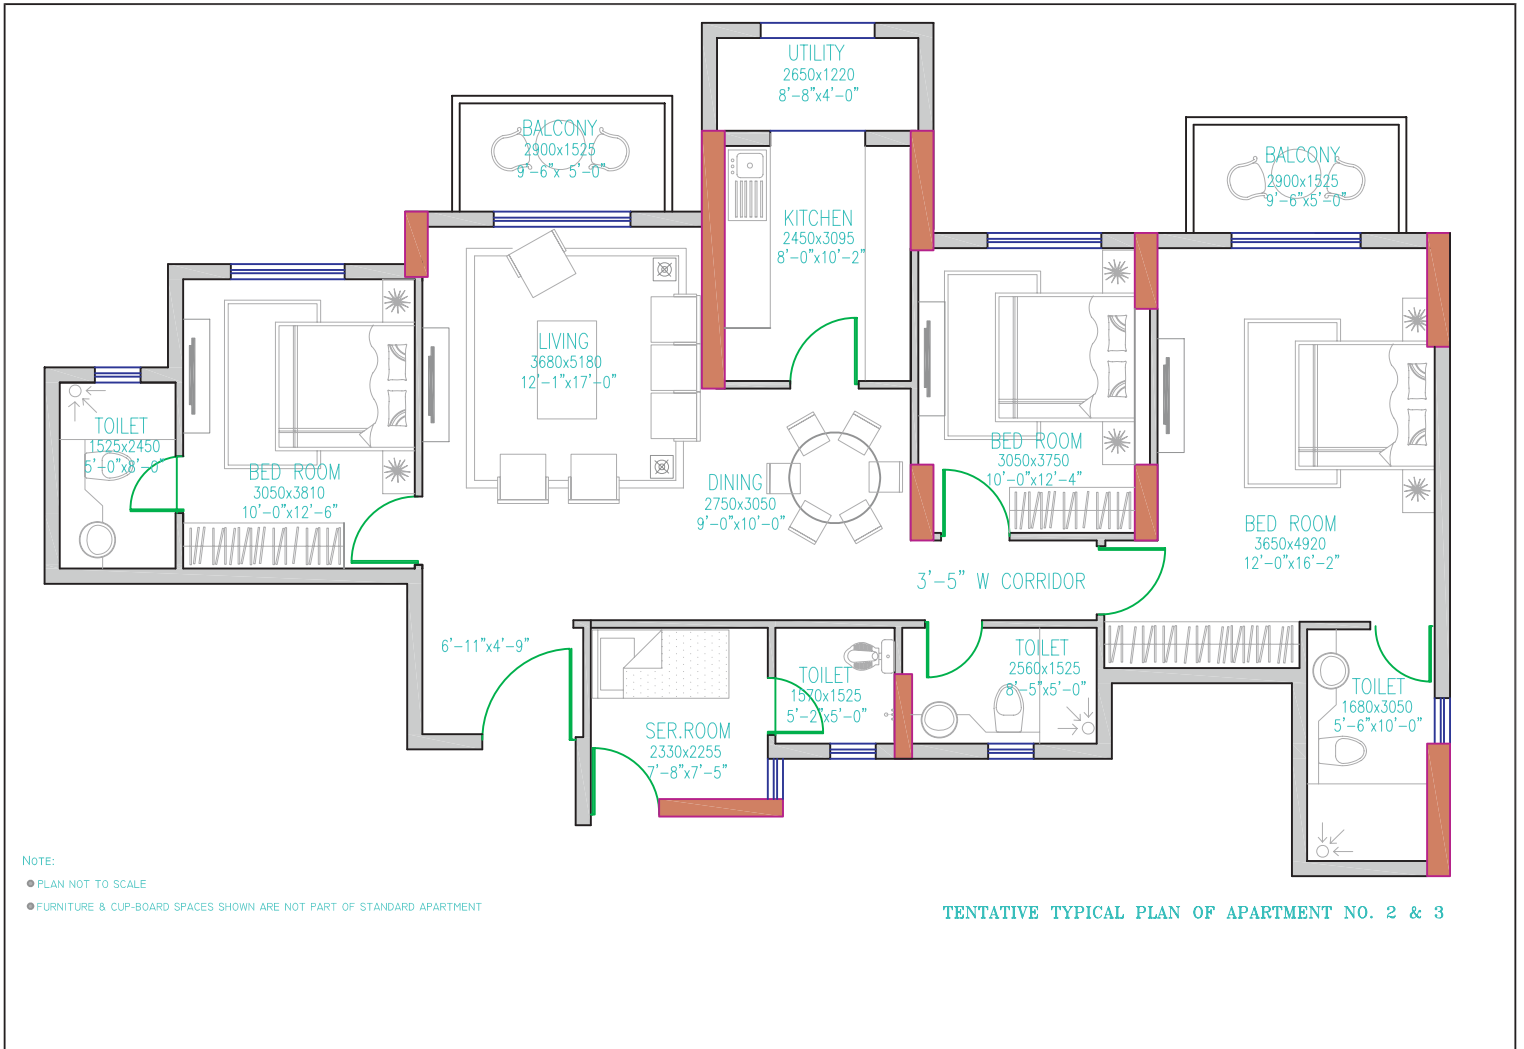 UTILITY
2650x1220
8'-8"x4'-0"
BALCONY
2900x1525
9'-6"x 5'-0"
BALCONY
2900x1525
9'-6"x5'-0"
KITCHEN
2450x3095
8'-0"x10'-2"
LIVING
3680x5180
12'-1"x17'-0"
TOILET
1525x2450
5'-0"x8'-0"
BED ROOM
3050x3810
10'-0"x12'-6"
DINING
2750x3050
9'-0"x10'-0"
BED ROOM
3050x3750
10'-0"x12'-4"
BED ROOM
3650x4920
12'-0"x16'-2"
3'-5" W CORRIDOR
6'-11"x4'-9"
SER.ROOM
2330x2255
7'-8"x7'-5"
TOILET
1570x1525
5'-2"x5'-0"
TOILET
2560x1525
8'-5"x5'-0"
TOILET
1680x3050
5'-6"x10'-0"
NOTE:
PLAN NOT TO SCALE
FURNITURE & CUP-BOARD SPACES SHOWN ARE NOT PART OF STANDARD APARTMENT
TENTATIVE TYPICAL PLAN OF APARTMENT NO. 2 & 3